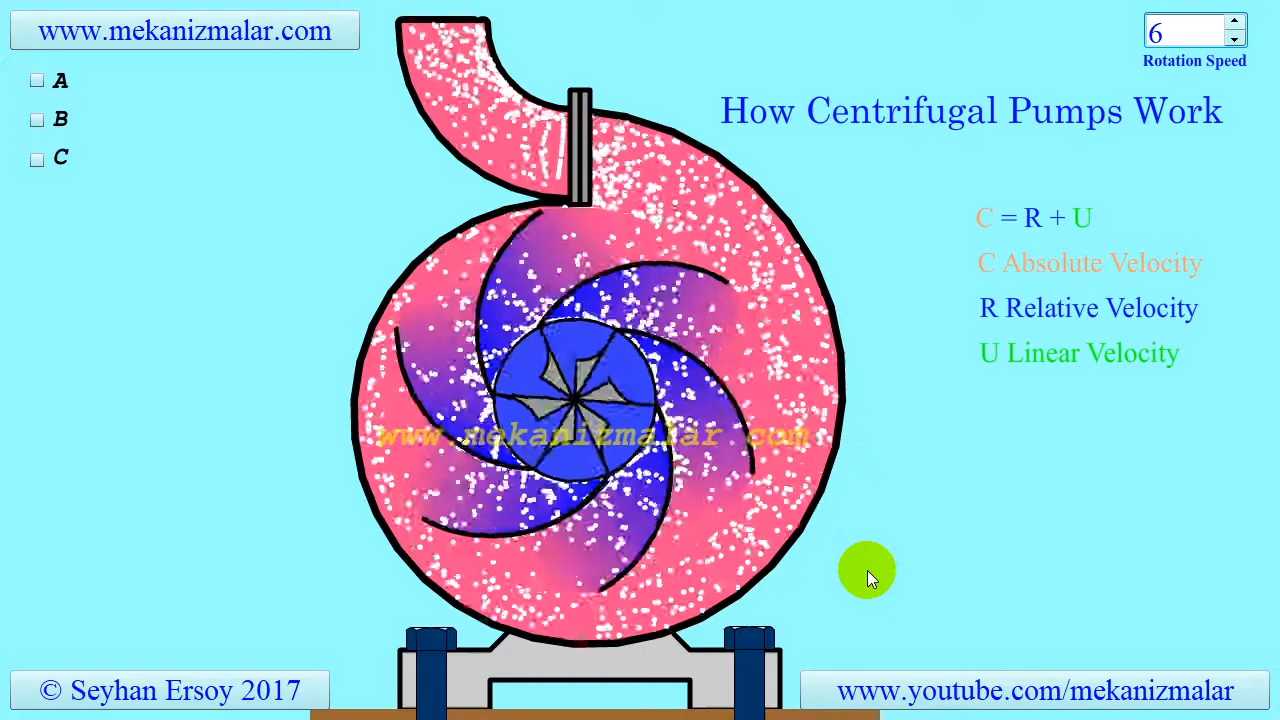 www.mekanizmalar.com
6
Rotation Speed
A
B
C
How Centrifugal Pumps Work
C = R + U
C Absolute Velocity
R Relative Velocity
U Linear Velocity
www.mekanizmalar.com
© Seyhan Ersoy 2017
www.youtube.com/mekanizmalar